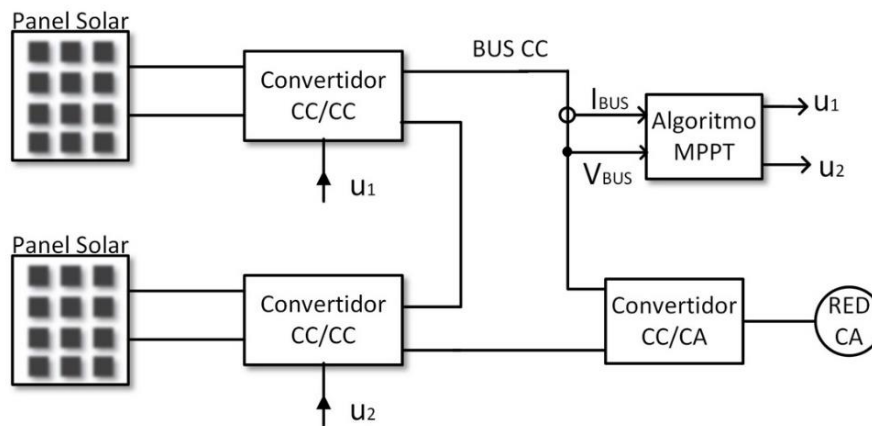 Panel Solar
Convertidor
CC/CC
u1
BUS CC
IBUS
VBUS
Algoritmo
MPPT
u1
u2
Panel Solar
Convertidor
CC/CC
u2
Convertidor
CC/CA
RED
CA